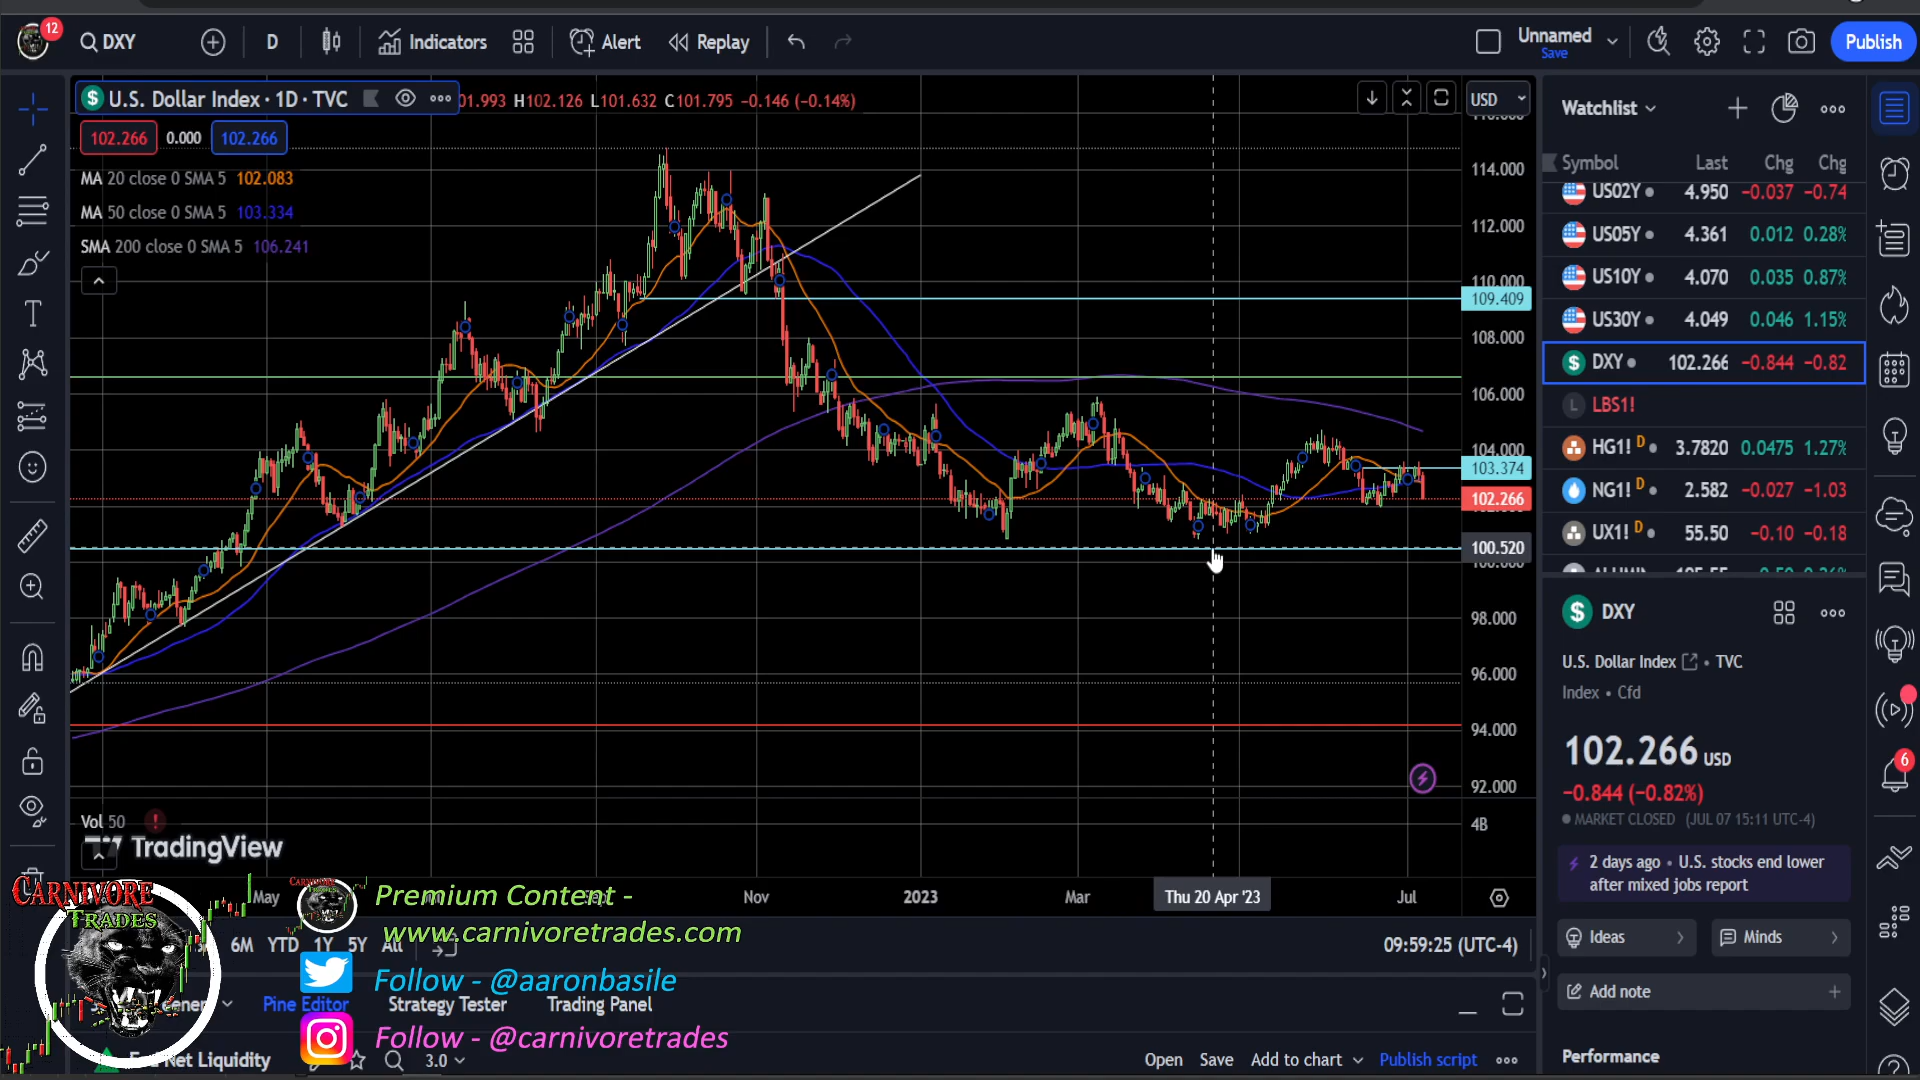 12
DXY
D
Indicators
Alert
Replay
Unnamed
Save
Publish
U.S. Dollar Index · 1D · TVC
01.993 H102.126 L101.632 C101.795 −0.146 (−0.14%)
USD
102.266 0.000 102.266
MA 20 close 0 SMA 5 102.083
MA 50 close 0 SMA 5 103.334
SMA 200 close 0 SMA 5 106.241
114.000
112.000
110.000
109.409
108.000
106.000
104.000
103.374
102.266
100.520
98.000
96.000
94.000
92.000
Vol 50
4B
TradingView
May
Nov
2023
Mar
Thu 20 Apr '23
Jul
Watchlist
Symbol Last Chg Chg
US02Y 4.950 −0.037 −0.74
US05Y 4.361 0.012 0.28%
US10Y 4.070 0.035 0.87%
US30Y 4.049 0.046 1.15%
DXY 102.266 −0.844 −0.82
LBS1!
HG1! D 3.7820 0.0475 1.27%
NG1! D 2.582 −0.027 −1.03
UX1! D 55.50 −0.10 −0.18
DXY
U.S. Dollar Index • TVC
Index • Cfd
102.266 USD
−0.844 (−0.82%)
MARKET CLOSED (JUL 07 15:11 UTC-4)
2 days ago • U.S. stocks end lower
after mixed jobs report
Ideas
Minds
Add note
Performance
6
6M YTD 1Y 5Y All
09:59:25 (UTC-4)
Pine Editor Strategy Tester Trading Panel
Net Liquidity
3.0
Open Save Add to chart Publish script
CARNIVORE
TRADES
Premium Content -
www.carnivoretrades.com
Follow - @aaronbasile
Follow - @carnivoretrades